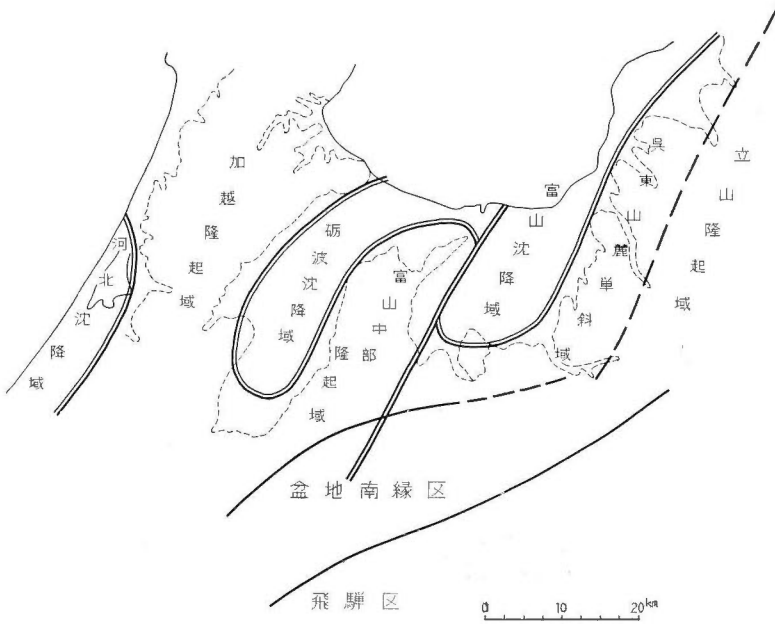 河北沈降域
加越隆起域
砺波沈降域
富山中部隆起域
富山沈降域
呉東山麓単斜域
立山隆起域
盆地南縁区
飛騨区
0 10 20km